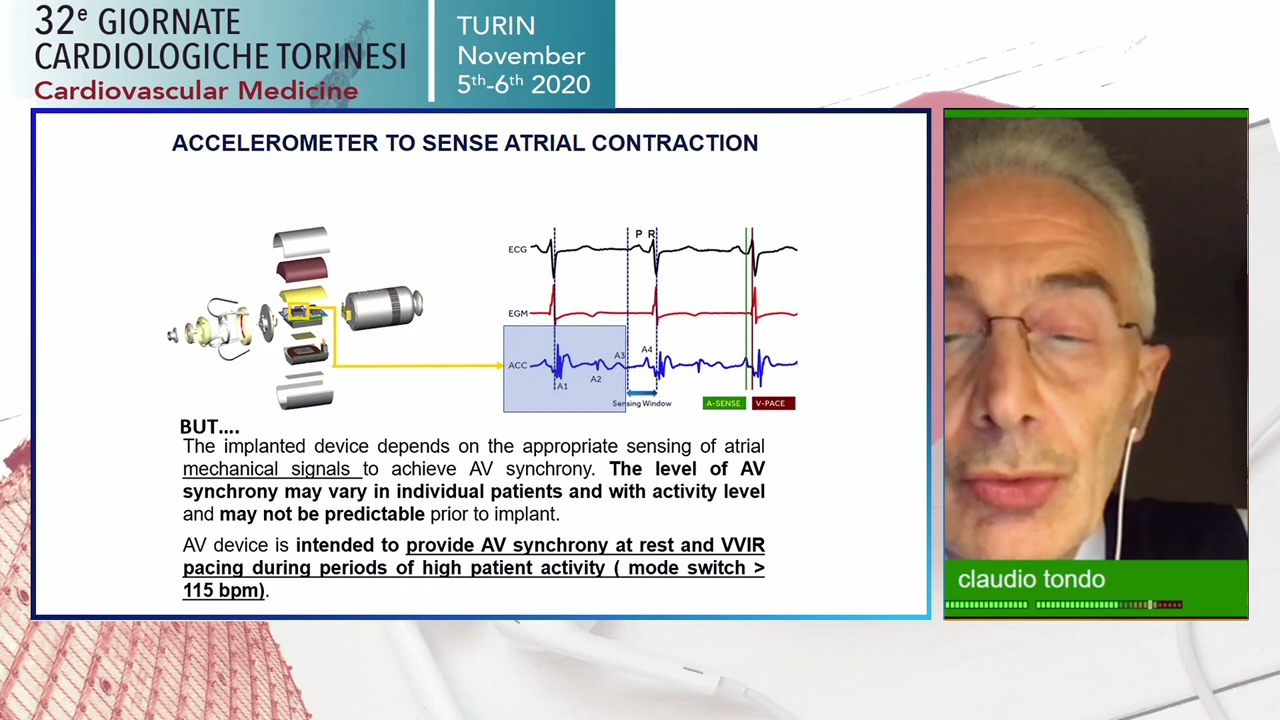 32e GIORNATE
CARDIOLOGICHE TORINESI
Cardiovascular Medicine
TURIN
November
5th-6th 2020
ACCELEROMETER TO SENSE ATRIAL CONTRACTION
P R
ECG
EGM
ACC
A1
A2
A3
A4
Sensing Window
A-SENSE
V-PACE
BUT....
The implanted device depends on the appropriate sensing of atrial
mechanical signals to achieve AV synchrony. The level of AV
synchrony may vary in individual patients and with activity level
and may not be predictable prior to implant.
AV device is intended to provide AV synchrony at rest and VVIR
pacing during periods of high patient activity ( mode switch >
115 bpm).
claudio tondo